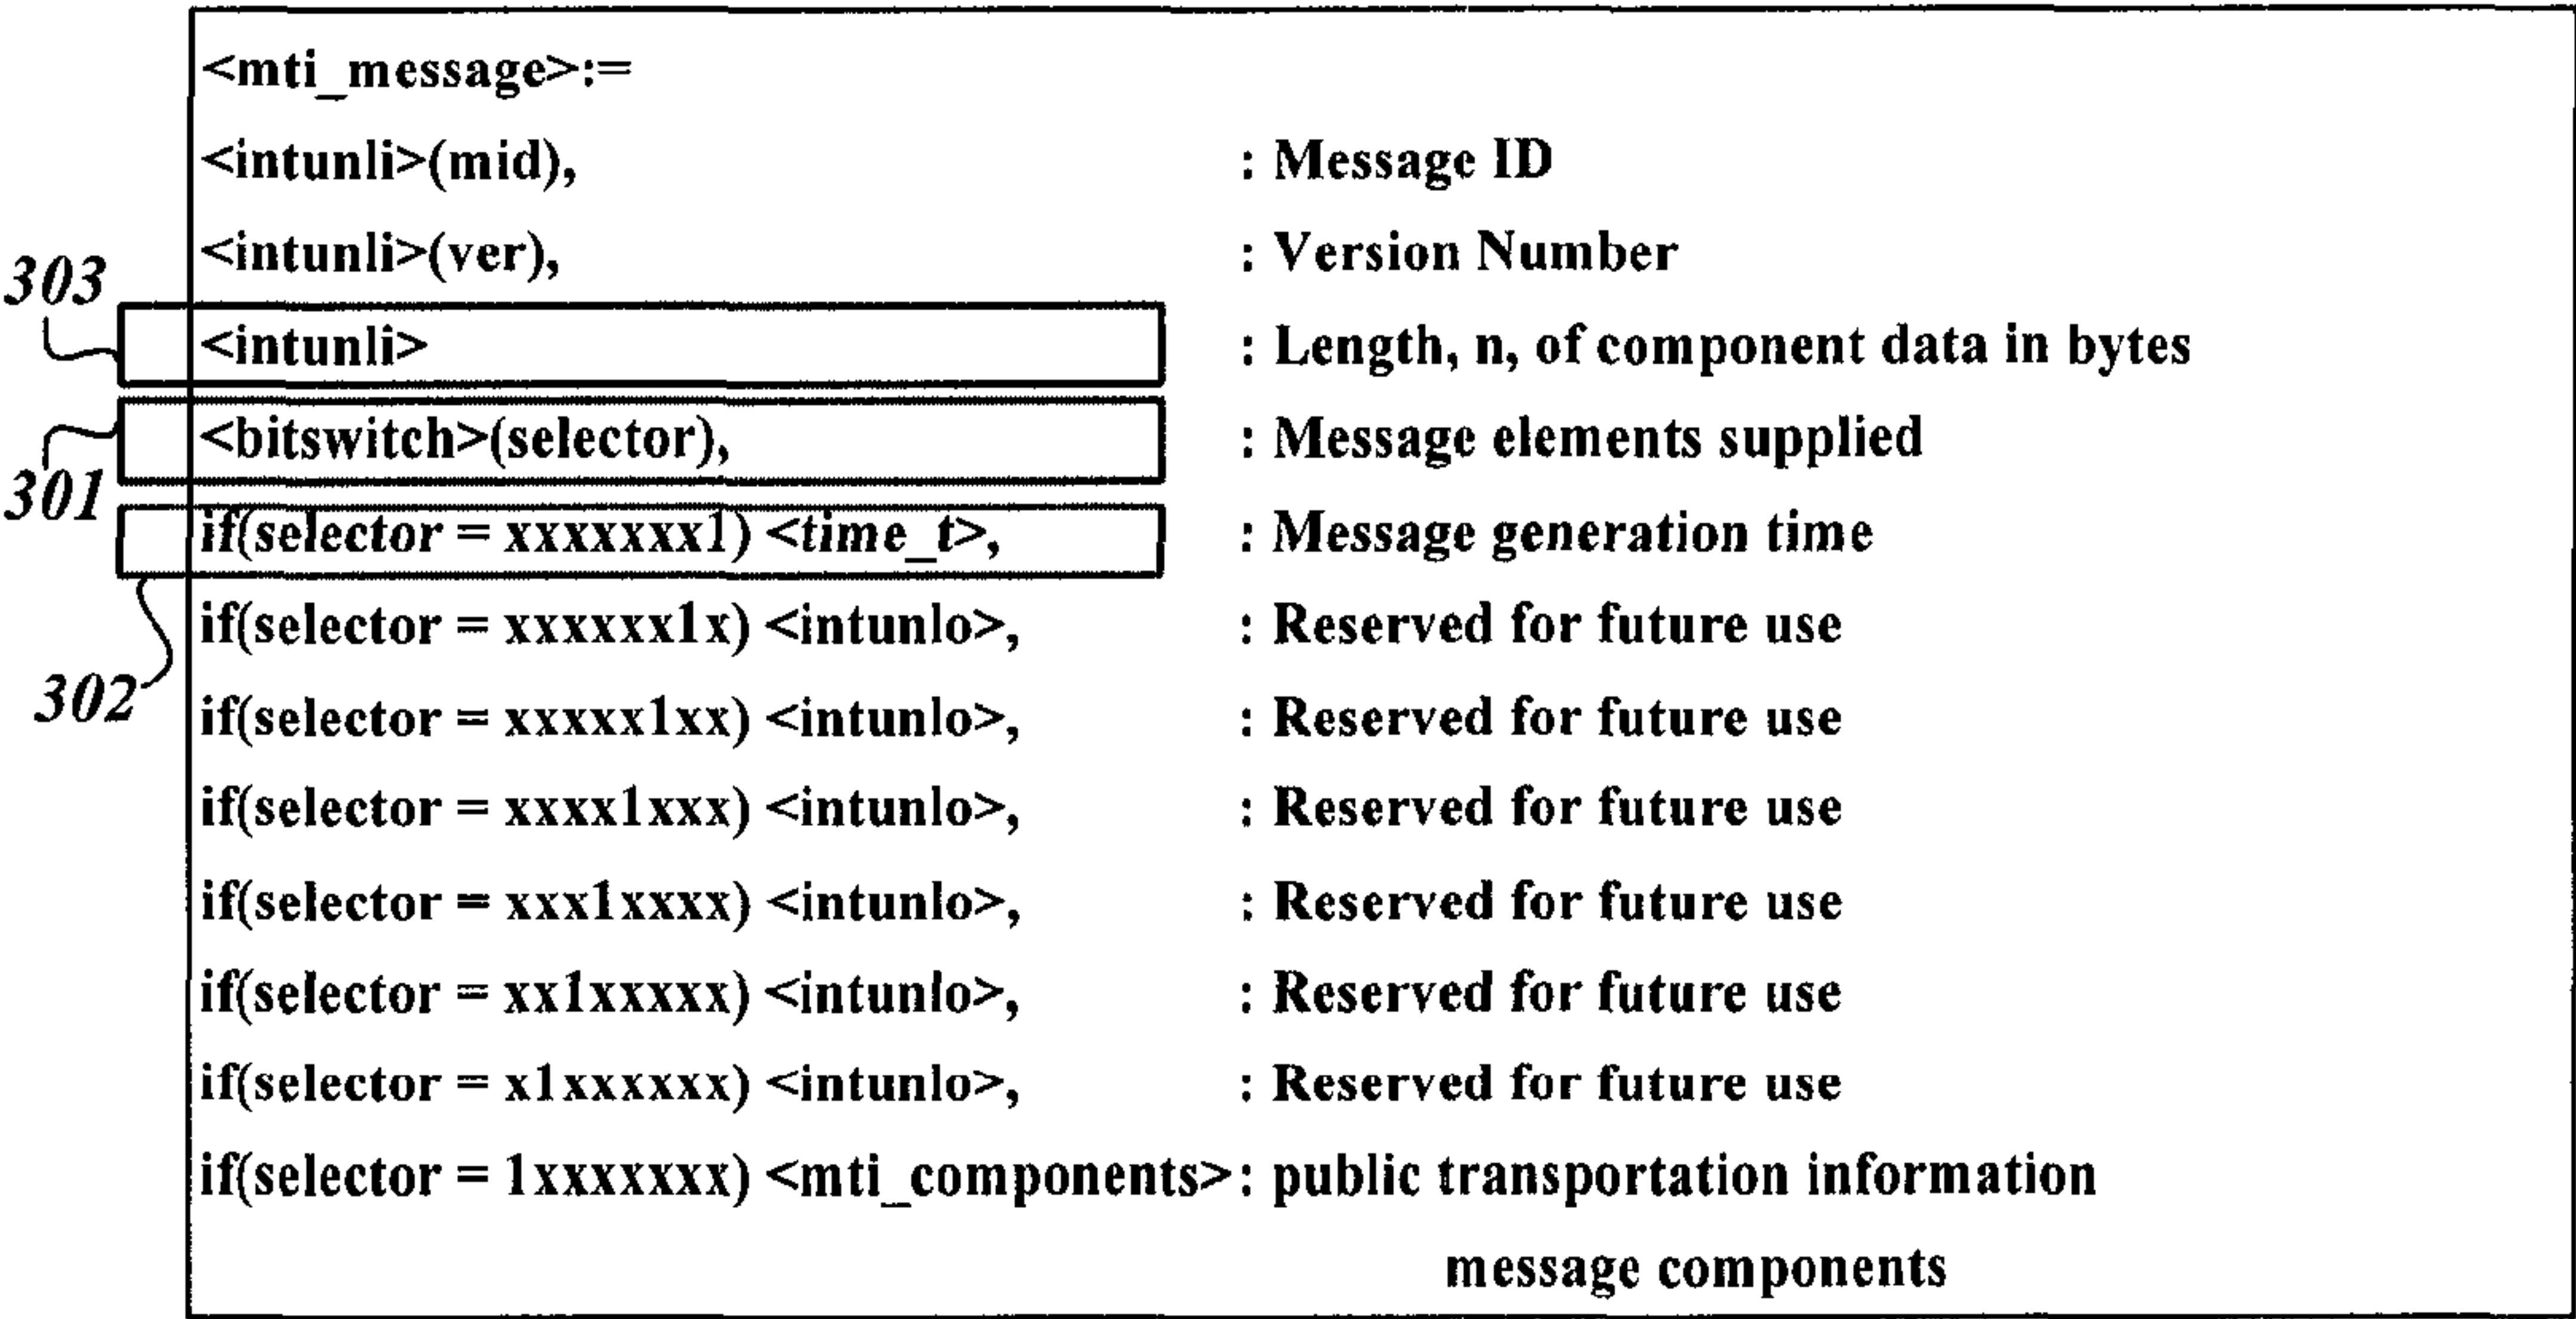 <mti_message>:=
<intunli>(mid), : Message ID
<intunli>(ver), : Version Number
303
<intunli> : Length, n, of component data in bytes
<bitswitch>(selector), : Message elements supplied
301
if(selector = xxxxxxx1) <time_t>, : Message generation time
if(selector = xxxxxx1x) <intunlo>, : Reserved for future use
302
if(selector = xxxxx1xx) <intunlo>, : Reserved for future use
if(selector = xxxx1xxx) <intunlo>, : Reserved for future use
if(selector = xxx1xxxx) <intunlo>, : Reserved for future use
if(selector = xx1xxxxx) <intunlo>, : Reserved for future use
if(selector = x1xxxxxx) <intunlo>, : Reserved for future use
if(selector = 1xxxxxxx) <mti_components>: public transportation information
message components